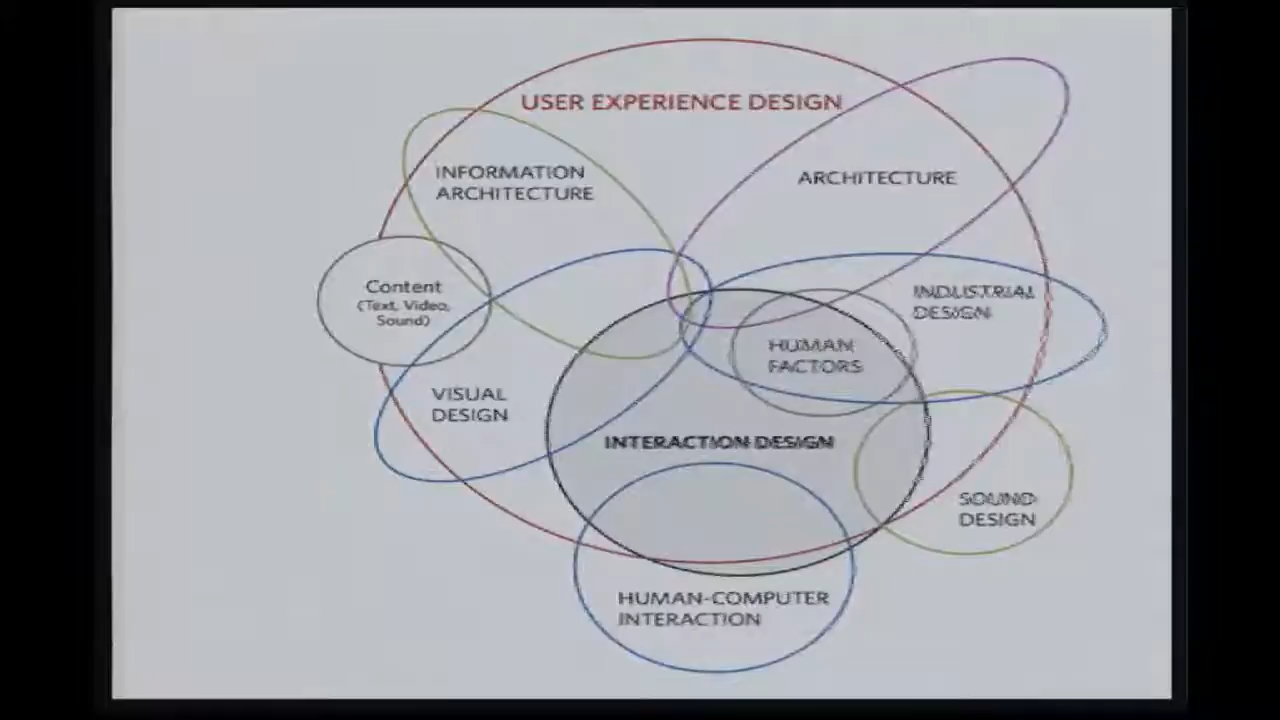 USER EXPERIENCE DESIGN
INFORMATION
ARCHITECTURE
ARCHITECTURE
Content
(Text, Video,
Sound)
INDUSTRIAL
DESIGN
HUMAN
FACTORS
VISUAL
DESIGN
INTERACTION DESIGN
SOUND
DESIGN
HUMAN-COMPUTER
INTERACTION